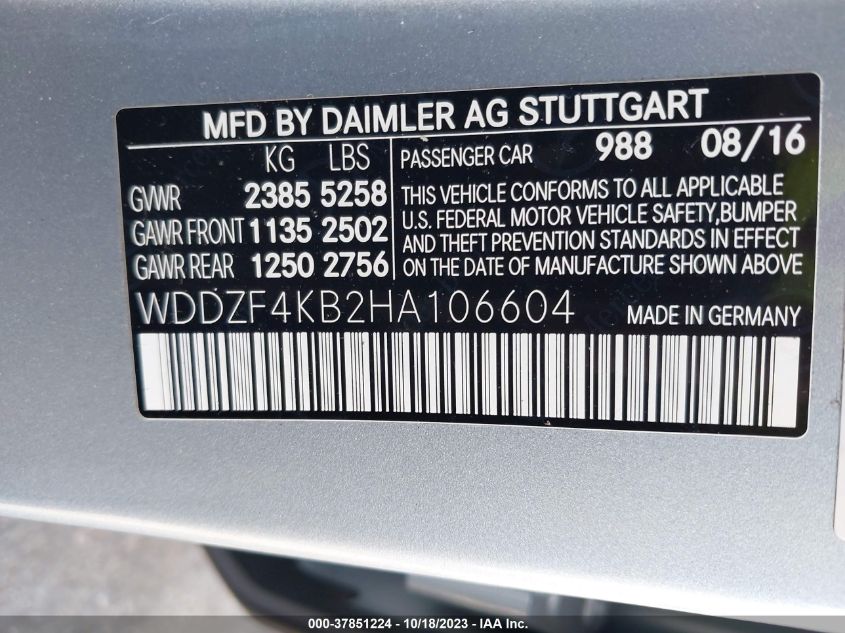 MFD BY DAIMLER AG STUTTGART
KG LBS
GVWR 2385 5258
GAWR FRONT 1135 2502
GAWR REAR 1250 2756
PASSENGER CAR 988 08/16
THIS VEHICLE CONFORMS TO ALL APPLICABLE
U.S. FEDERAL MOTOR VEHICLE SAFETY,BUMPER
AND THEFT PREVENTION STANDARDS IN EFFECT
ON THE DATE OF MANUFACTURE SHOWN ABOVE
WDDZF4KB2HA106604 MADE IN GERMANY
000-37851224 - 10/18/2023 - IAA Inc.